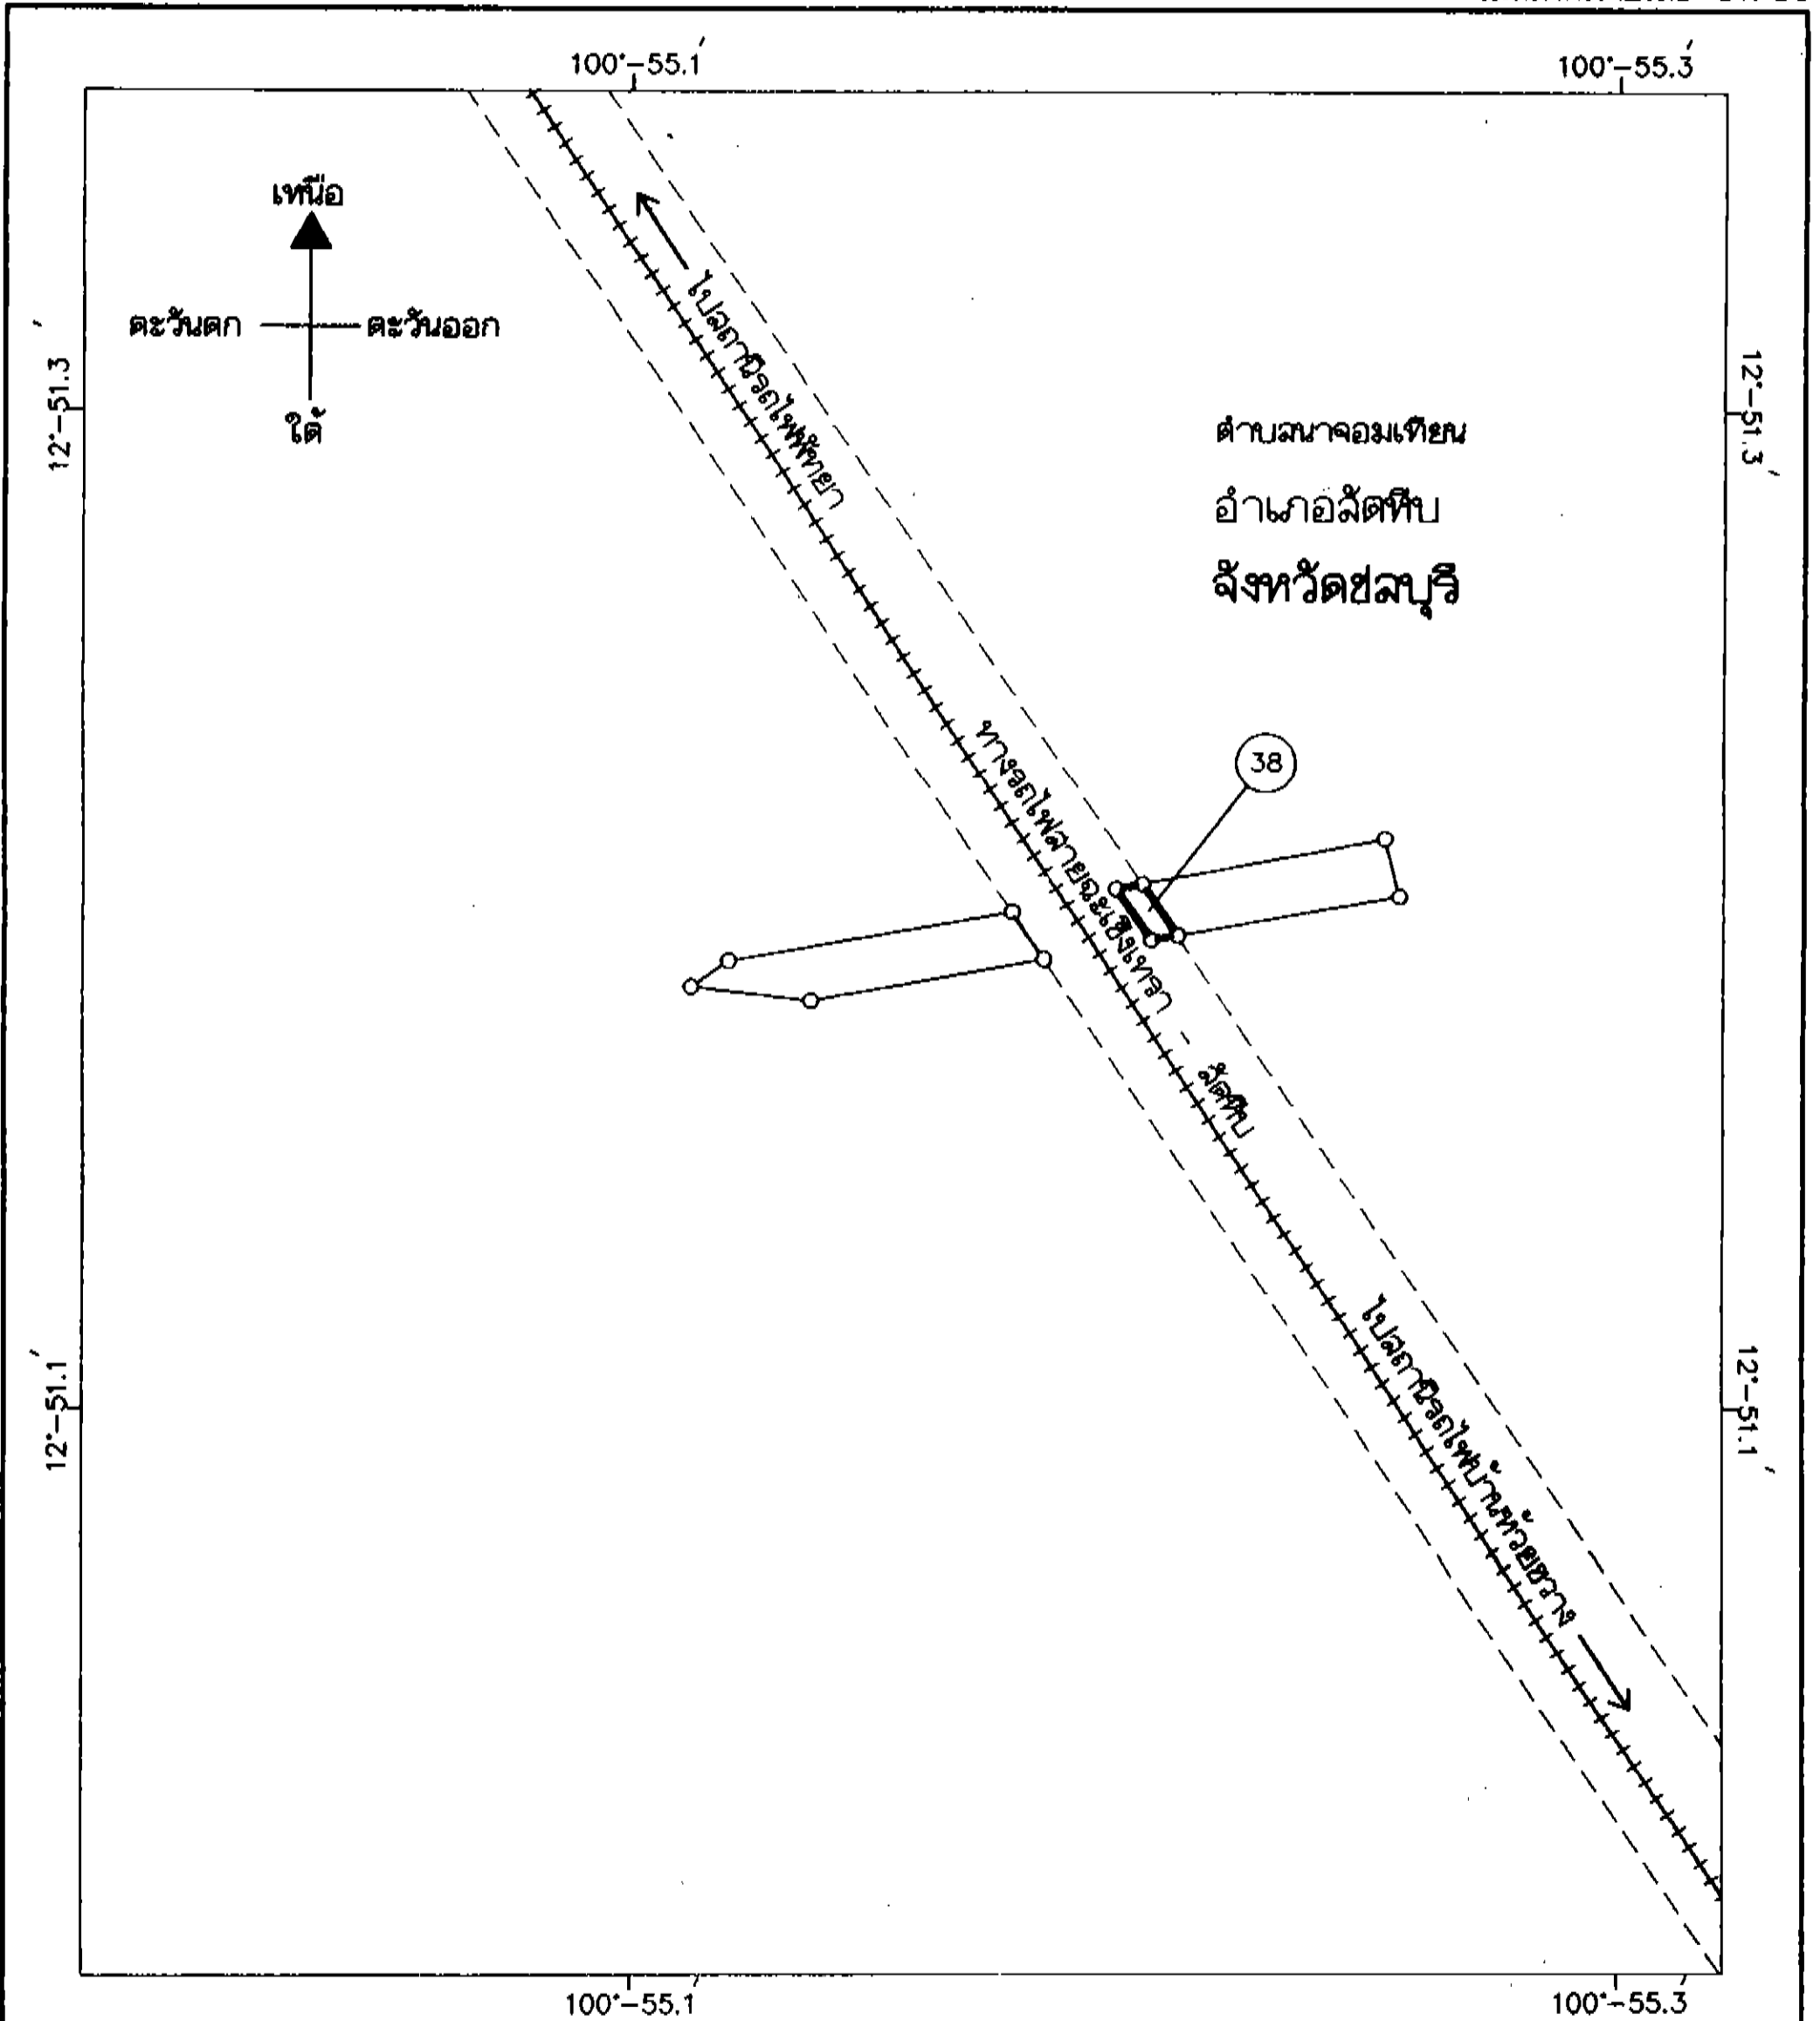 100°-55.1′
100°-55.3′
เหนือ
ตะวันตก
ตะวันออก
ใต้
12°-51.3′
12°-51.3′
ไปสถานีรถไฟพัทยา
ตำบลนาจอมเทียน
อำเภอสัตหีบ
จังหวัดชลบุรี
38
ทางรถไฟสายฉะเชิงเทรา - สัตหีบ
ไปสถานีรถไฟบ้านห้วยขวาง
12°-51.1′
12°-51.1′
100°-55.1′
100°-55.3′